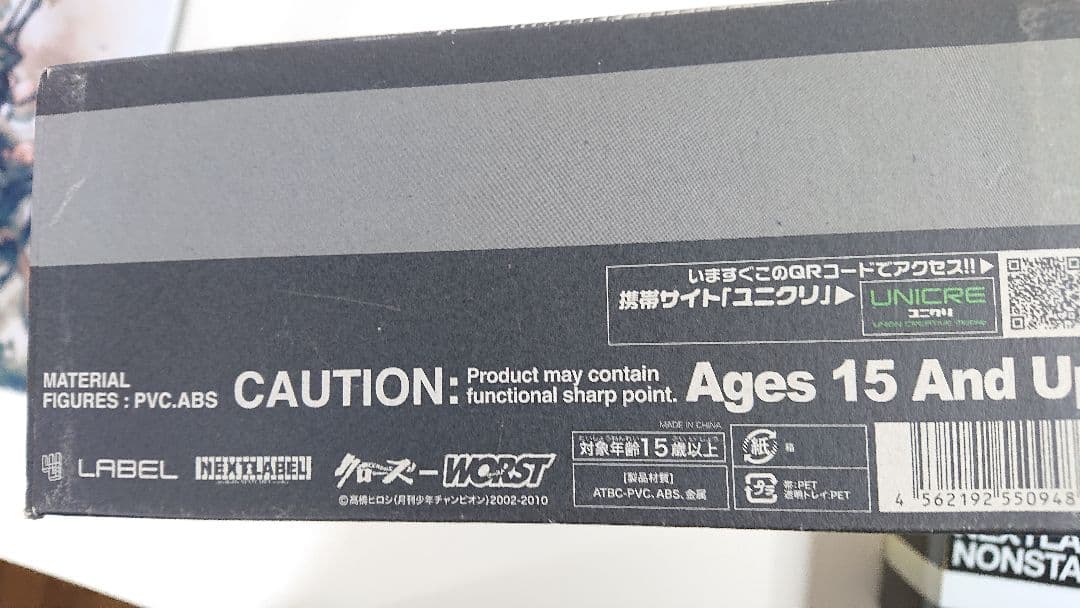 いますぐこのQRコードでアクセス!!▶
携帯サイト「ユニクリ」▶
UNICRE
ユニクリ
MATERIAL
FIGURES : PVC.ABS
CAUTION:
Product may contain
functional sharp point.
Ages 15 And Up
MADE IN CHINA
対象年齢15歳以上
[製品材質]
ATBC-PVC、ABS、金属
紙
箱
プラ
帯:PET
透明トレイ:PET
4 562192 550948
LABEL
NEXTLABEL
クローズ
WORST
©髙橋ヒロシ(月刊少年チャンピオン)2002-2010
NONSTA